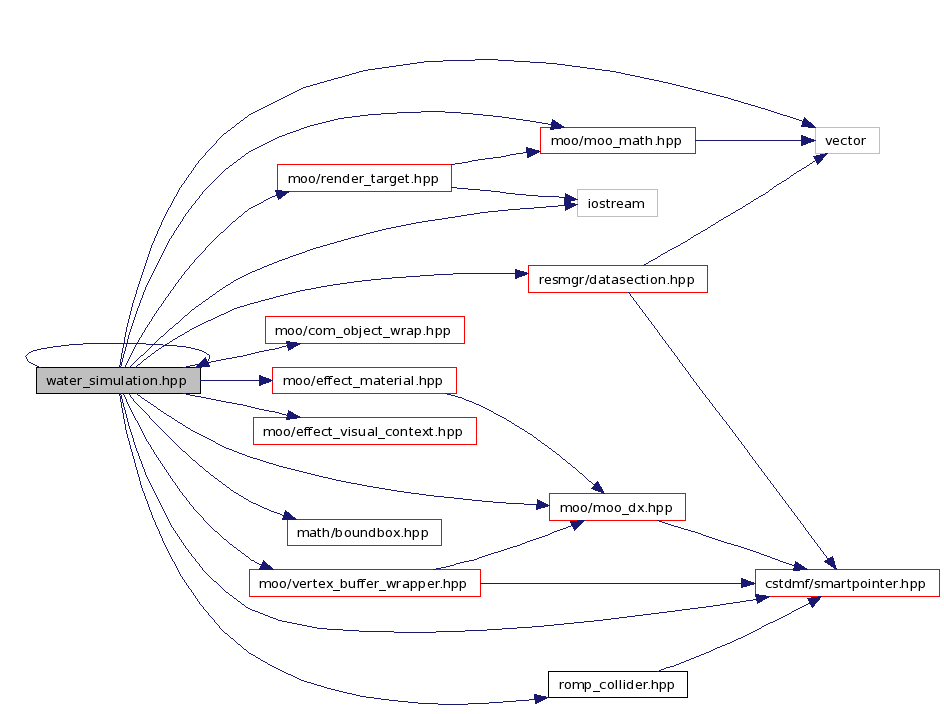 moo/moo_math.hpp
vector
moo/render_target.hpp
iostream
resmgr/datasection.hpp
moo/com_object_wrap.hpp
water_simulation.hpp
moo/effect_material.hpp
moo/effect_visual_context.hpp
moo/moo_dx.hpp
math/boundbox.hpp
moo/vertex_buffer_wrapper.hpp
cstdmf/smartpointer.hpp
romp_collider.hpp